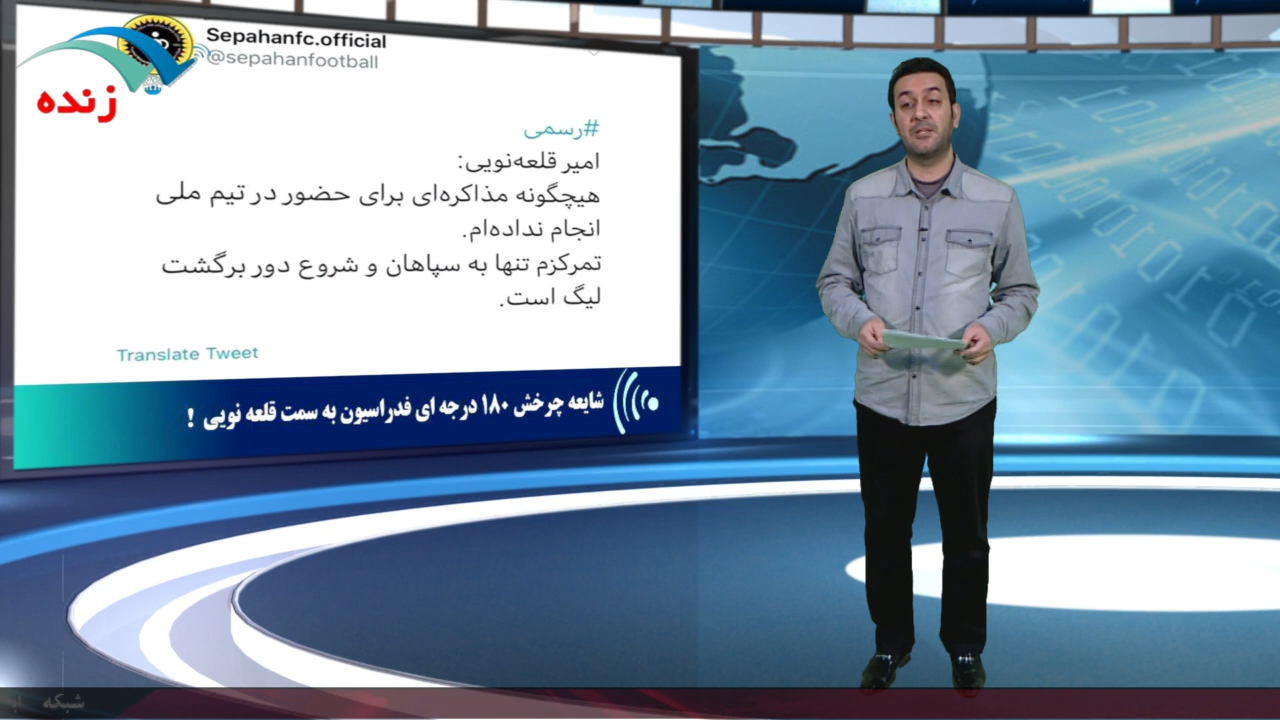 Sepahanfc.official
@sepahanfootball
زنده
#رسمی
امیر قلعه‌نویی:
هیچگونه مذاکره‌ای برای حضور در تیم ملی
انجام نداده‌ام.
تمرکزم تنها به سپاهان و شروع دور برگشت
لیگ است.
Translate Tweet
شایعه چرخش ۱۸۰ درجه ای فدراسیون به سمت قلعه نویی !
شبکه